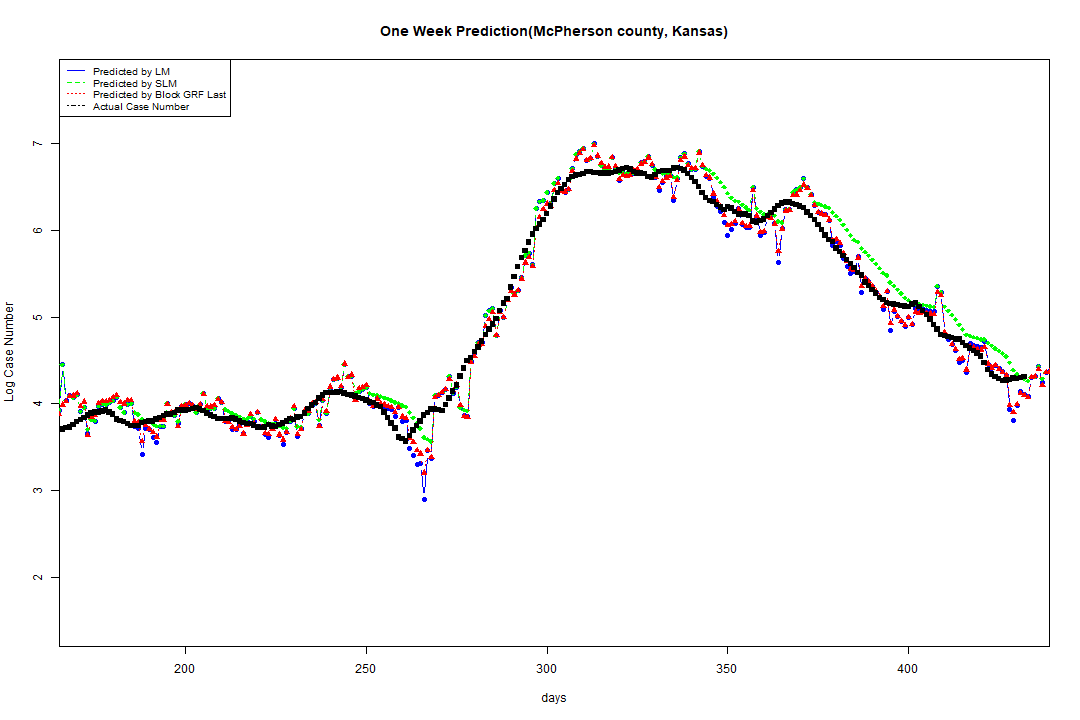 One Week Prediction(McPherson county, Kansas)
Predicted by LM
Predicted by SLM
Predicted by Block GRF Last
Actual Case Number
7
6
5
4
3
2
Log Case Number
200 250 300 350 400
days